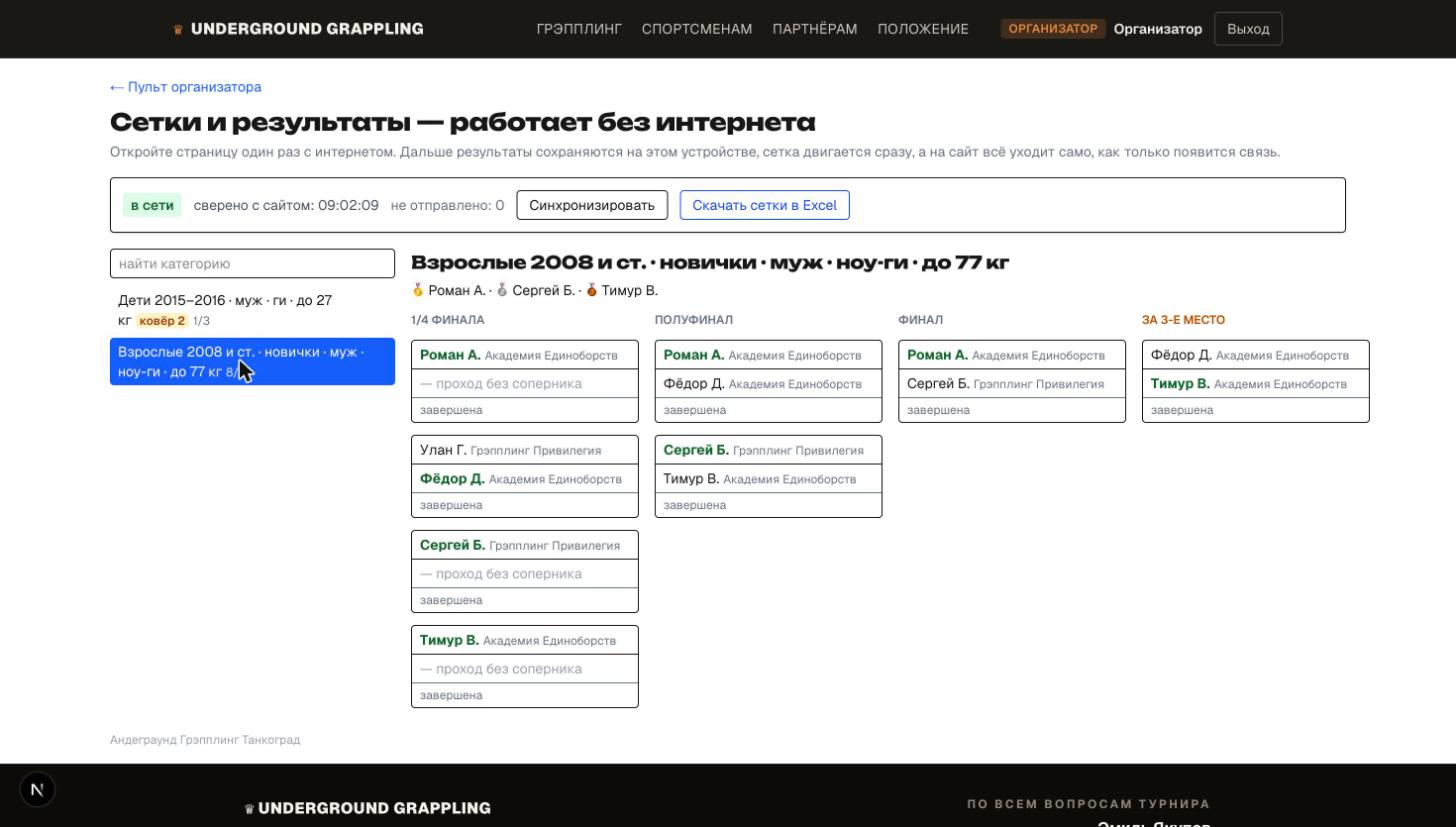 UNDERGROUND GRAPPLING
ГРЭППЛИНГ СПОРТСМЕНАМ ПАРТНЁРАМ ПОЛОЖЕНИЕ
ОРГАНИЗАТОР Организатор Выход
← Пульт организатора
Сетки и результаты — работает без интернета
Откройте страницу один раз с интернетом. Дальше результаты сохраняются на этом устройстве, сетка двигается сразу, а на сайт всё уходит само, как только появится связь.
в сети сверено с сайтом: 09:02:09 не отправлено: 0 Синхронизировать Скачать сетки в Excel
найти категорию
Дети 2015–2016 · муж · ги · до 27
кг ковёр 2 1/3
Взрослые 2008 и ст. · новички · муж ·
ноу-ги · до 77 кг 8/
Взрослые 2008 и ст. · новички · муж · ноу-ги · до 77 кг
Роман А. · Сергей Б. · Тимур В.
1/4 ФИНАЛА
Роман А. Академия Единоборств
— проход без соперника
завершена
Улан Г. Грэпплинг Привилегия
Фёдор Д. Академия Единоборств
завершена
Сергей Б. Грэпплинг Привилегия
— проход без соперника
завершена
Тимур В. Академия Единоборств
— проход без соперника
завершена
ПОЛУФИНАЛ
Роман А. Академия Единоборств
Фёдор Д. Академия Единоборств
завершена
Сергей Б. Грэпплинг Привилегия
Тимур В. Академия Единоборств
завершена
ФИНАЛ
Роман А. Академия Единоборств
Сергей Б. Грэпплинг Привилегия
завершена
ЗА 3-Е МЕСТО
Фёдор Д. Академия Единоборств
Тимур В. Академия Единоборств
завершена
Андеграунд Грэпплинг Танкоград
N
UNDERGROUND GRAPPLING
ПО ВСЕМ ВОПРОСАМ ТУРНИРА